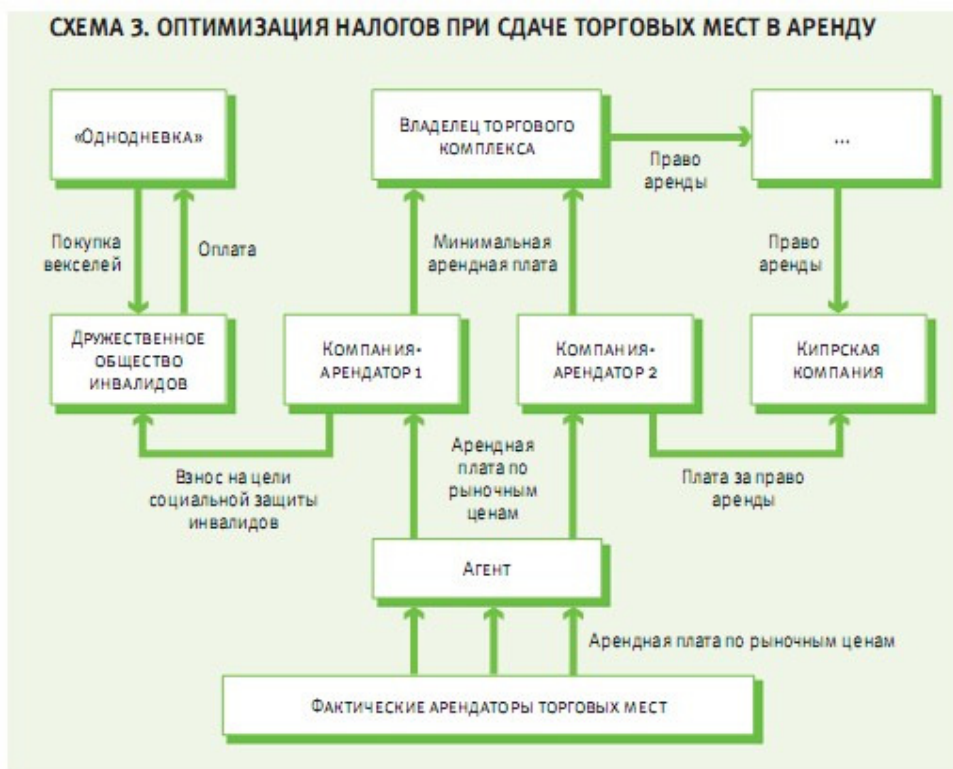 СХЕМА 3. ОПТИМИЗАЦИЯ НАЛОГОВ ПРИ СДАЧЕ ТОРГОВЫХ МЕСТ В АРЕНДУ
«ОДНОДНЕВКА»
ВЛАДЕЛЕЦ ТОРГОВОГО
КОМПЛЕКСА
...
Право
аренды
Покупка
векселей
Оплата
Минимальная
арендная плата
Право
аренды
ДРУЖЕСТВЕННОЕ
ОБЩЕСТВО
ИНВАЛИДОВ
КОМПАНИЯ-
АРЕНДАТОР 1
КОМПАНИЯ-
АРЕНДАТОР 2
КИПРСКАЯ
КОМПАНИЯ
Взнос на цели
социальной защиты
инвалидов
Арендная
плата по
рыночным
ценам
Плата за право
аренды
АГЕНТ
Арендная плата по рыночным ценам
ФАКТИЧЕСКИЕ АРЕНДАТОРЫ ТОРГОВЫХ МЕСТ